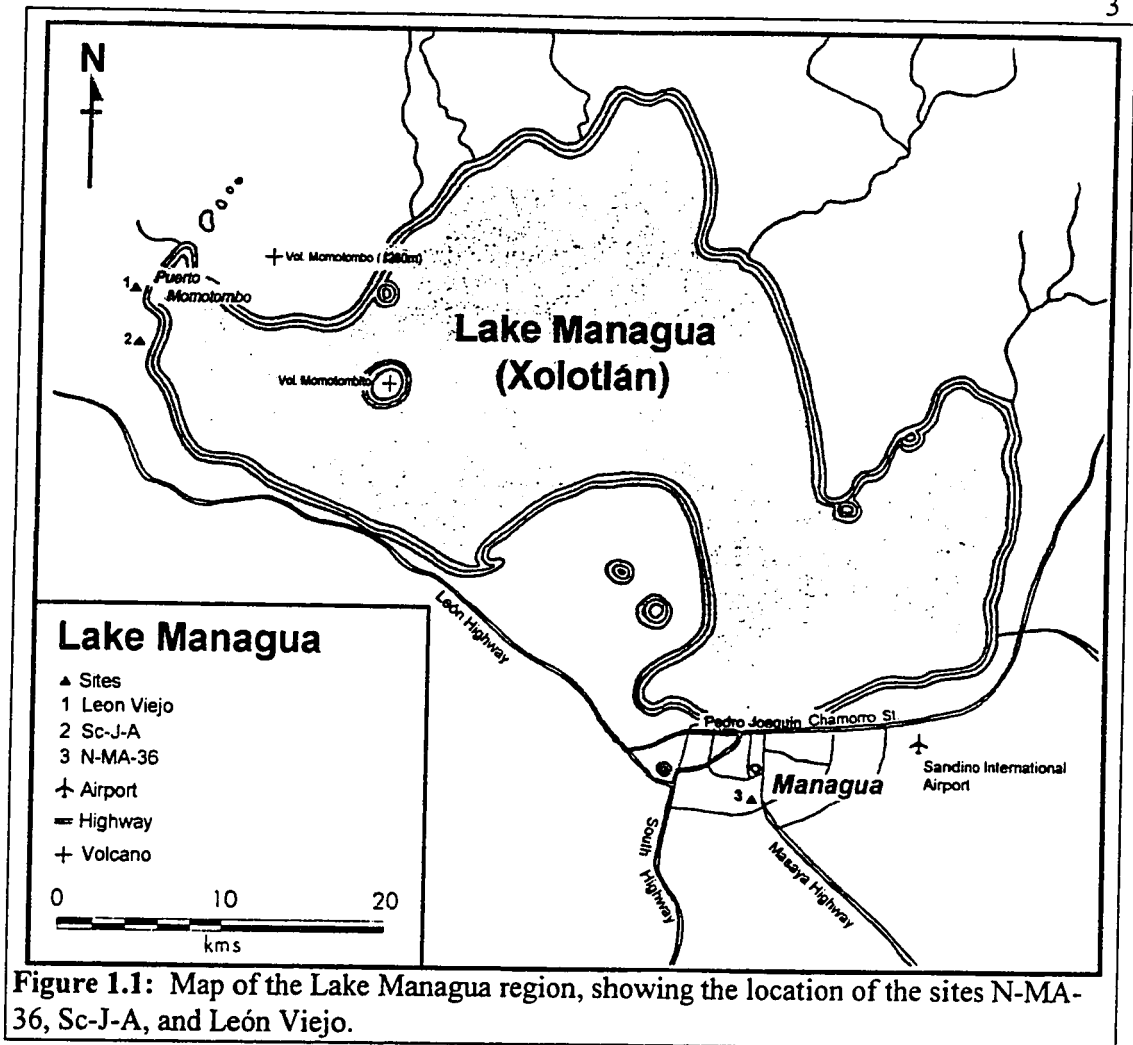 3
N
Vol. Momotombo (
Puerto
Momotombo
1
2
Lake Managua
(Xolotlán)
Vol. Momotombito
León Highway
Pedro Joaquin Chamorro St.
Sandino International
Airport
Managua
3
South Highway
Masaya Highway
Lake Managua
▲ Sites
1 Leon Viejo
2 Sc-J-A
3 N-MA-36
Airport
Highway
+ Volcano
0 10 20
kms
Figure 1.1: Map of the Lake Managua region, showing the location of the sites N-MA-
36, Sc-J-A, and León Viejo.